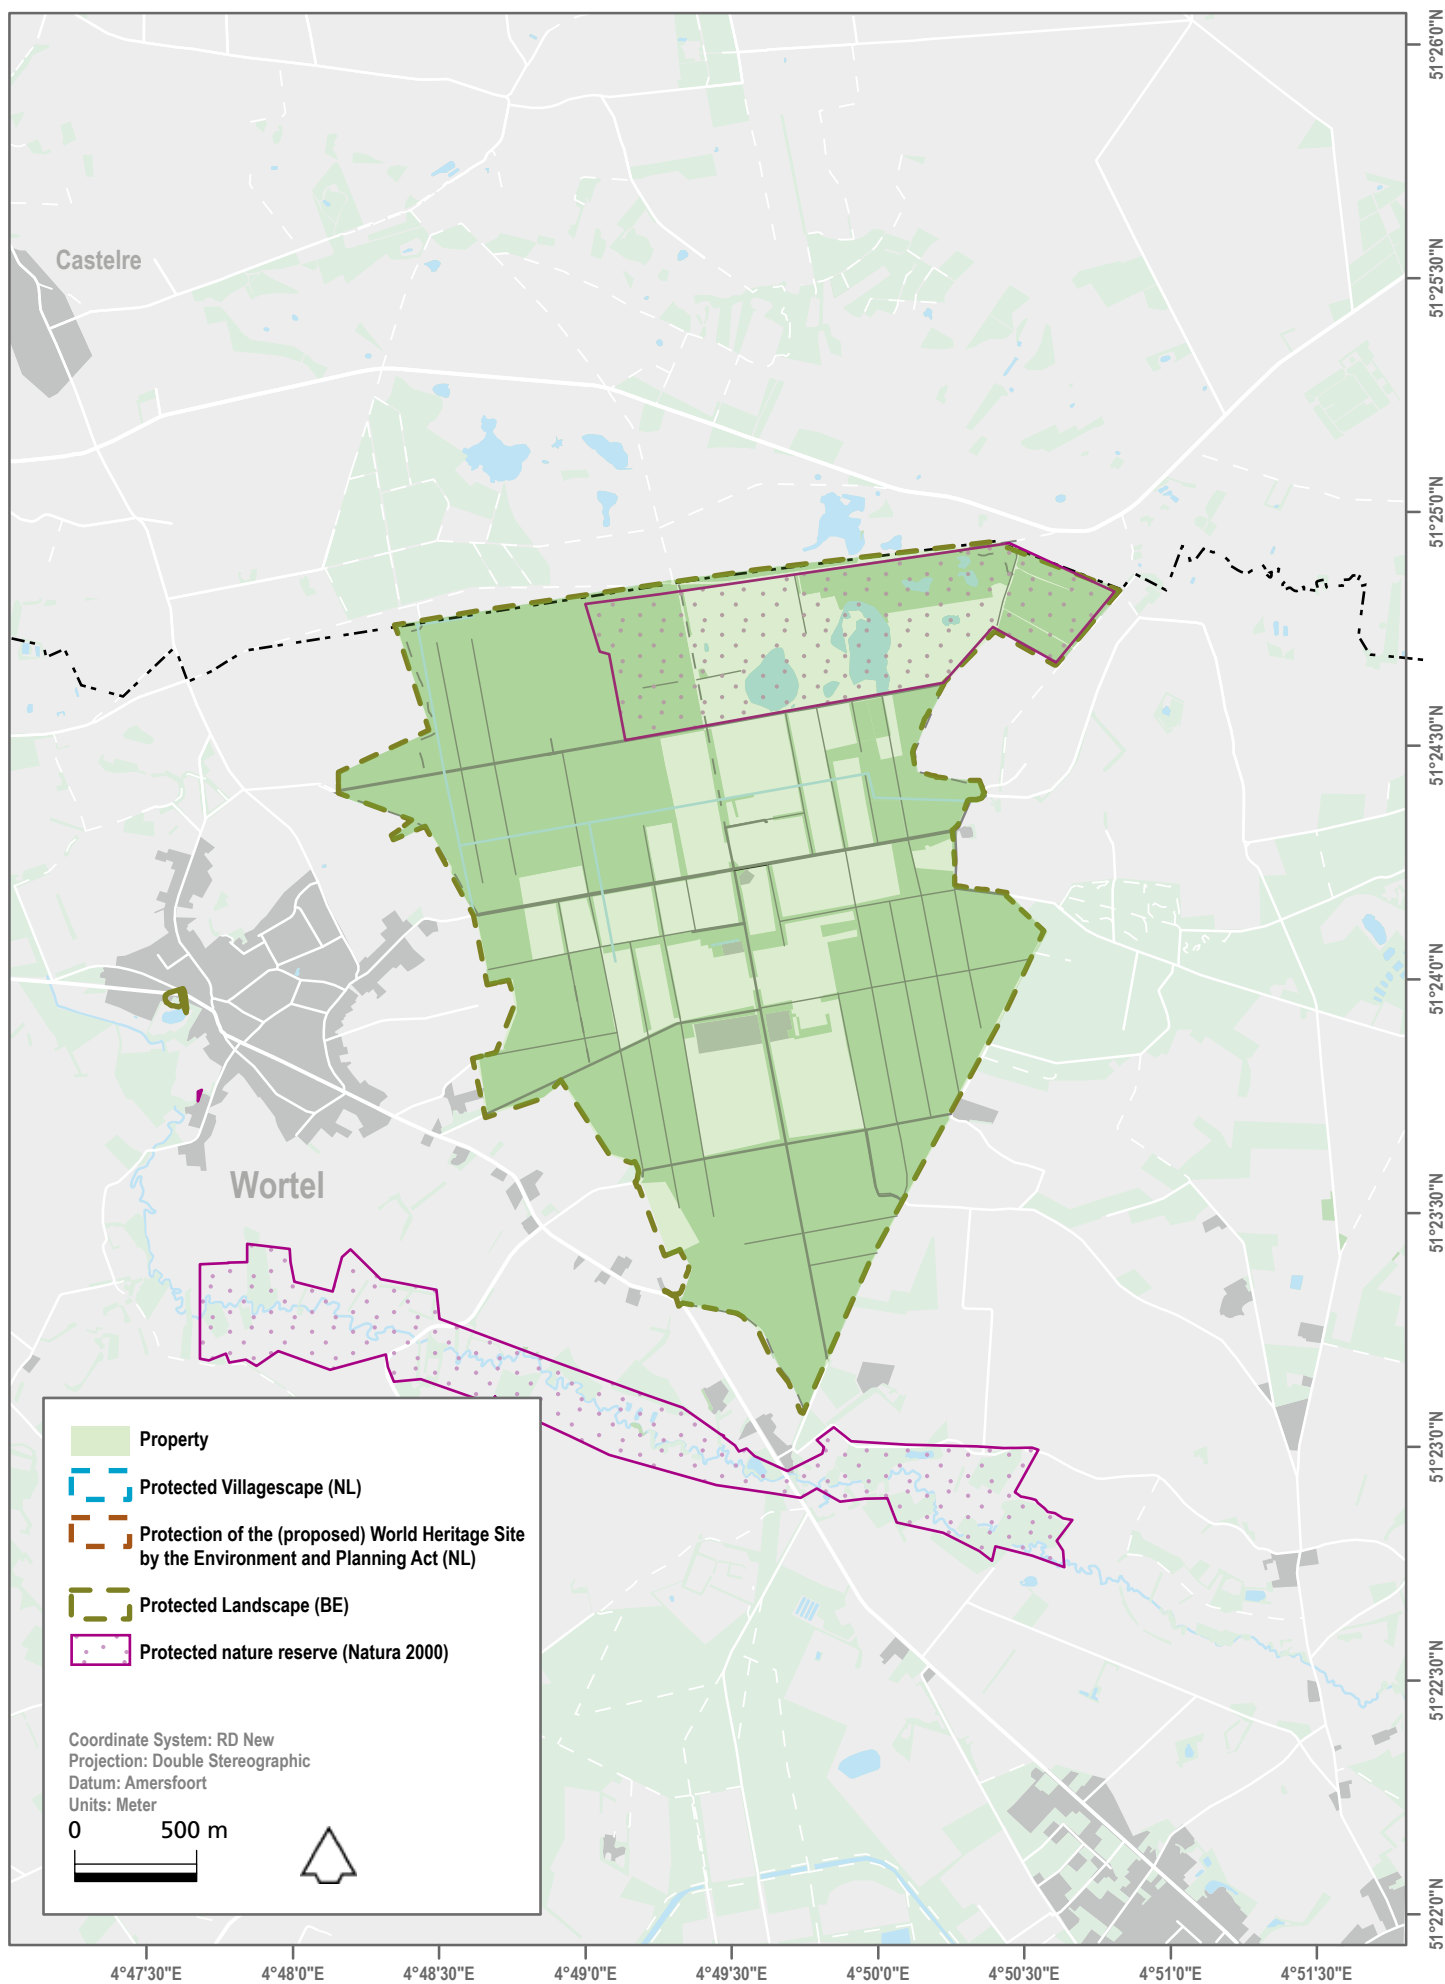 Castelre
Wortel
Property
Protected Villagescape (NL)
Protection of the (proposed) World Heritage Site
by the Environment and Planning Act (NL)
Protected Landscape (BE)
Protected nature reserve (Natura 2000)
Coordinate System: RD New
Projection: Double Stereographic
Datum: Amersfoort
Units: Meter
0 500 m
51°26'0"N
51°25'30"N
51°25'0"N
51°24'30"N
51°24'0"N
51°23'30"N
51°23'0"N
51°22'30"N
51°22'0"N
4°47'30"E 4°48'0"E 4°48'30"E 4°49'0"E 4°49'30"E 4°50'0"E 4°50'30"E 4°51'0"E 4°51'30"E